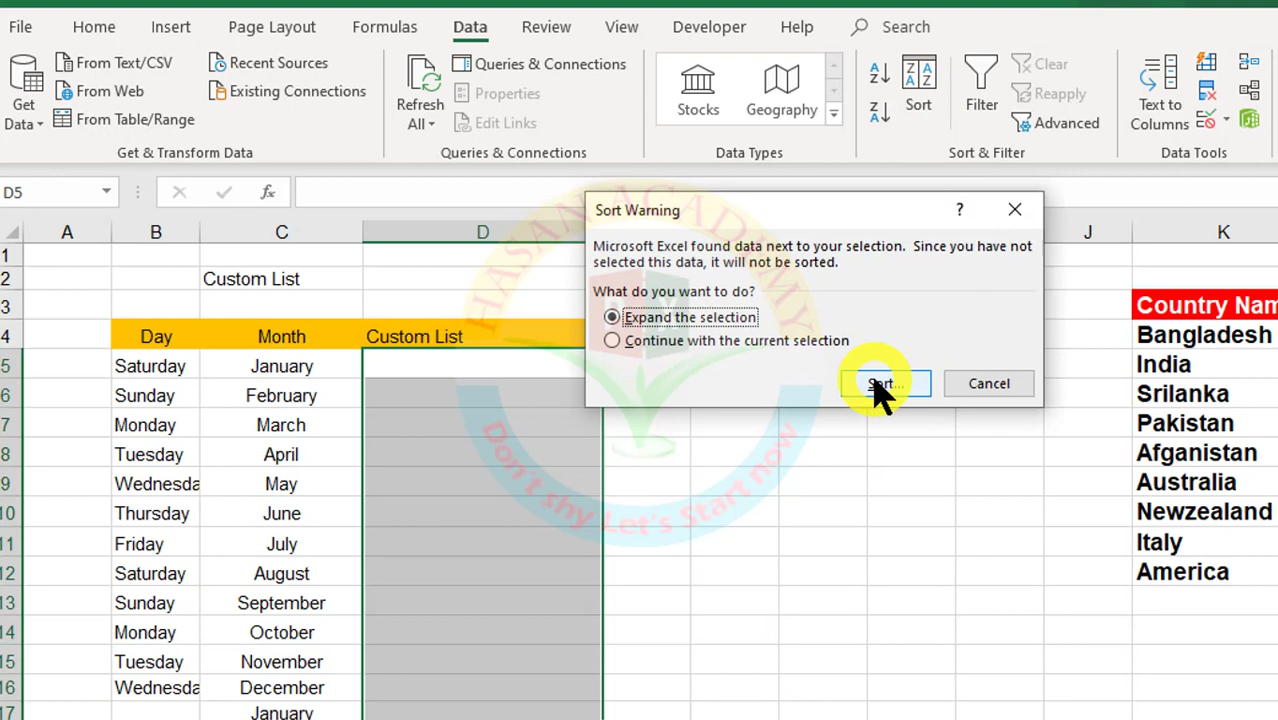 File Home Insert Page Layout Formulas Data Review View Developer Help Search
Get Data
From Text/CSV
From Web
From Table/Range
Recent Sources
Existing Connections
Get & Transform Data
Refresh All
Queries & Connections
Properties
Edit Links
Queries & Connections
Stocks
Geography
Data Types
Sort
Filter
Clear
Reapply
Advanced
Sort & Filter
Text to Columns
Data Tools
D5
fx
Sort Warning
?
Microsoft Excel found data next to your selection. Since you have not
selected this data, it will not be sorted.
What do you want to do?
Expand the selection
Continue with the current selection
Sort...
Cancel
HASAN ACADEMY
Don't shy Let's Start now
A B C D J K
1
2 Custom List
3 Country Nam
4 Day Month Custom List Bangladesh
5 Saturday January India
6 Sunday February Srilanka
7 Monday March Pakistan
8 Tuesday April Afganistan
9 Wednesda May Australia
10 Thursday June Newzealand
11 Friday July Italy
12 Saturday August America
13 Sunday September
14 Monday October
15 Tuesday November
16 Wednesda December
17 January